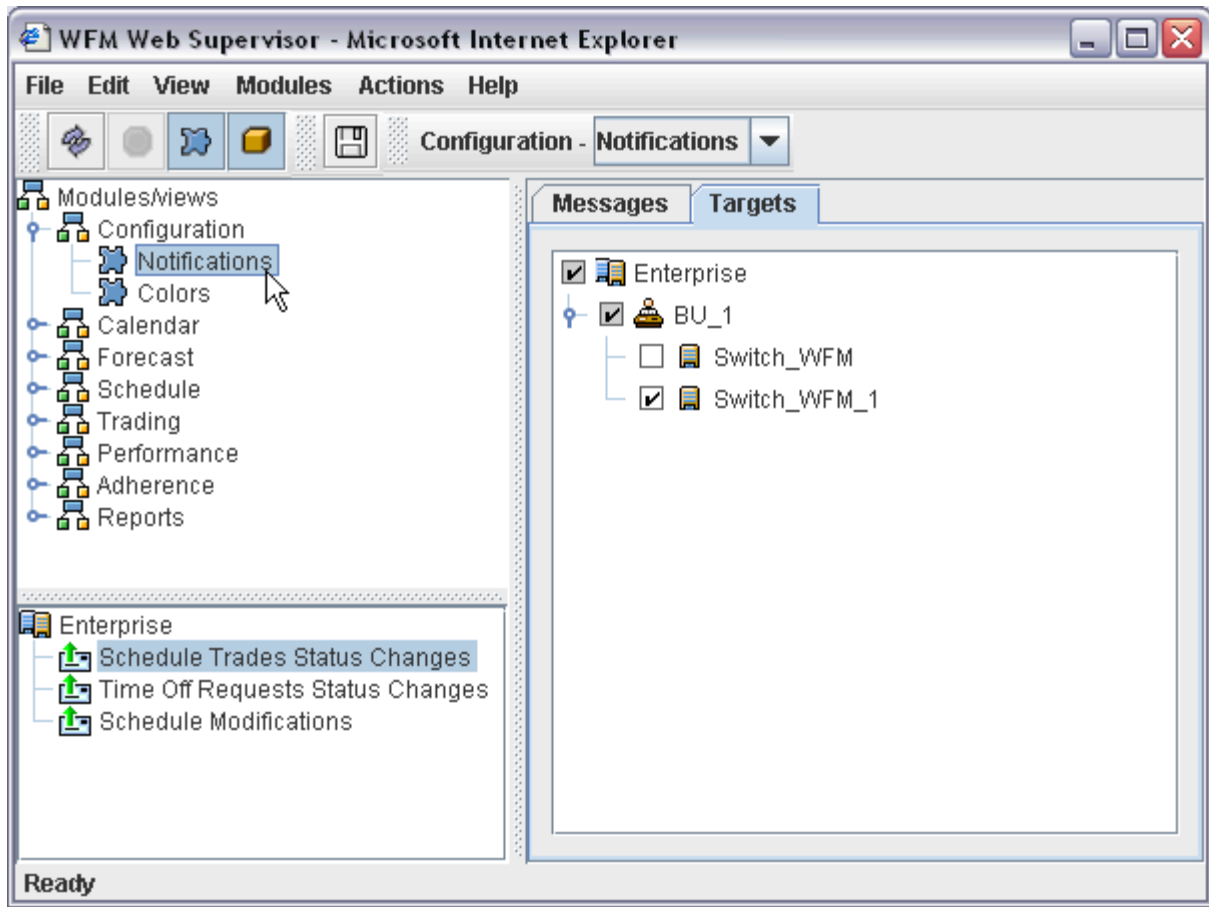 WFM Web Supervisor - Microsoft Internet Explorer
File Edit View Modules Actions Help
Configuration - Notifications
Modules/views
Configuration
Notifications
Colors
Calendar
Forecast
Schedule
Trading
Performance
Adherence
Reports
Enterprise
Schedule Trades Status Changes
Time Off Requests Status Changes
Schedule Modifications
Messages Targets
Enterprise
BU_1
Switch_WFM
Switch_WFM_1
Ready